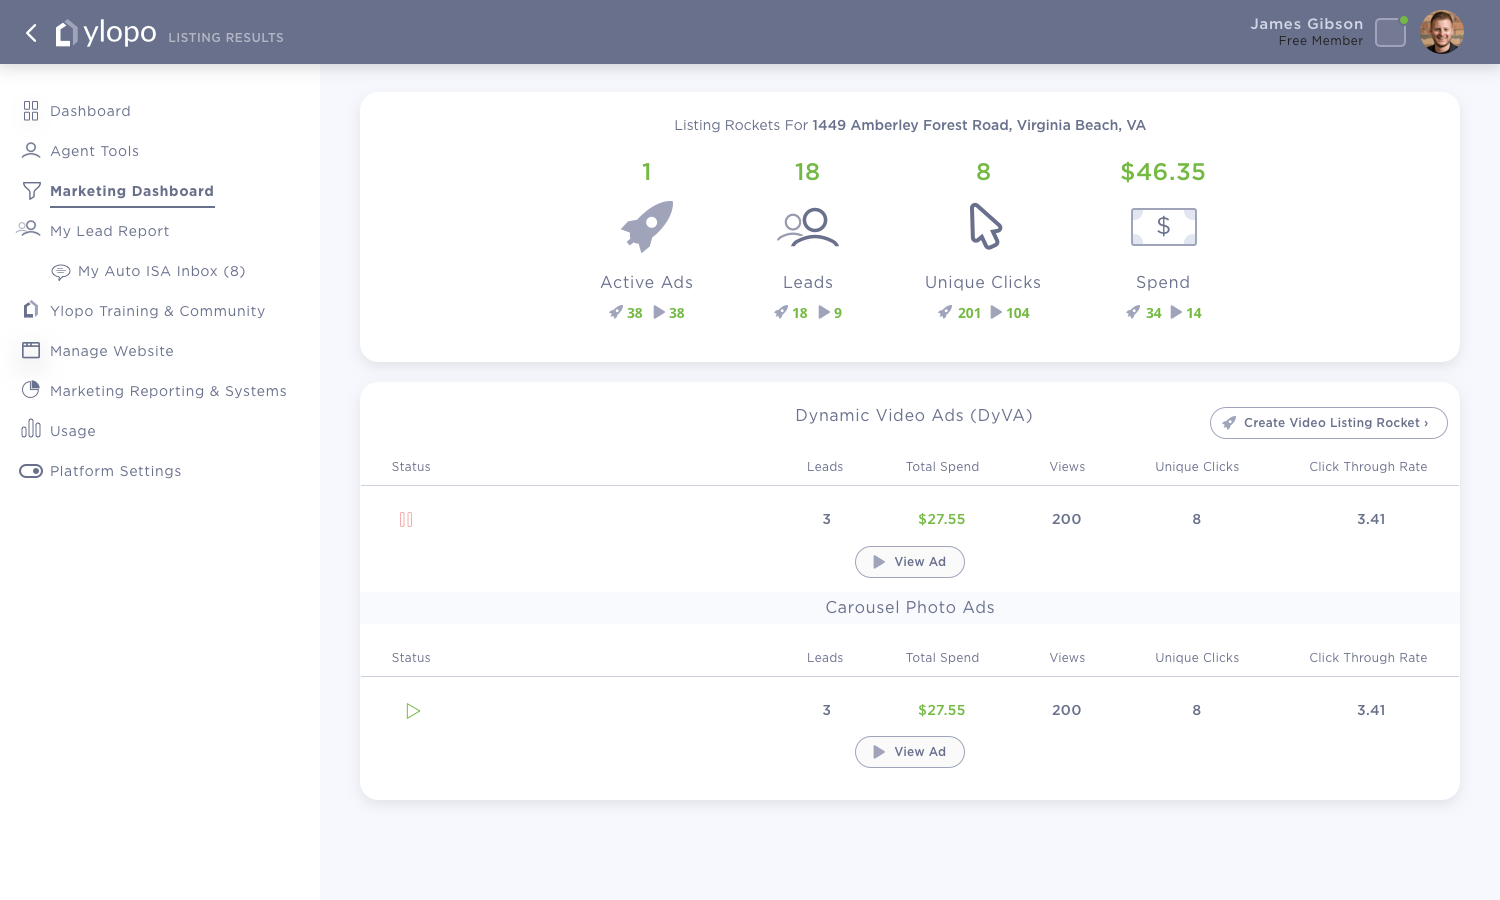 ylopo LISTING RESULTS
James Gibson
Free Member
Dashboard
Agent Tools
Marketing Dashboard
My Lead Report
My Auto ISA Inbox (8)
Ylopo Training & Community
Manage Website
Marketing Reporting & Systems
Usage
Platform Settings
Listing Rockets For 1449 Amberley Forest Road, Virginia Beach, VA
1 18 8 $46.35
$
Active Ads Leads Unique Clicks Spend
38 38 18 9 201 104 34 14
Dynamic Video Ads (DyVA)
Create Video Listing Rocket ›
Status Leads Total Spend Views Unique Clicks Click Through Rate
3 $27.55 200 8 3.41
View Ad
Carousel Photo Ads
Status Leads Total Spend Views Unique Clicks Click Through Rate
3 $27.55 200 8 3.41
View Ad